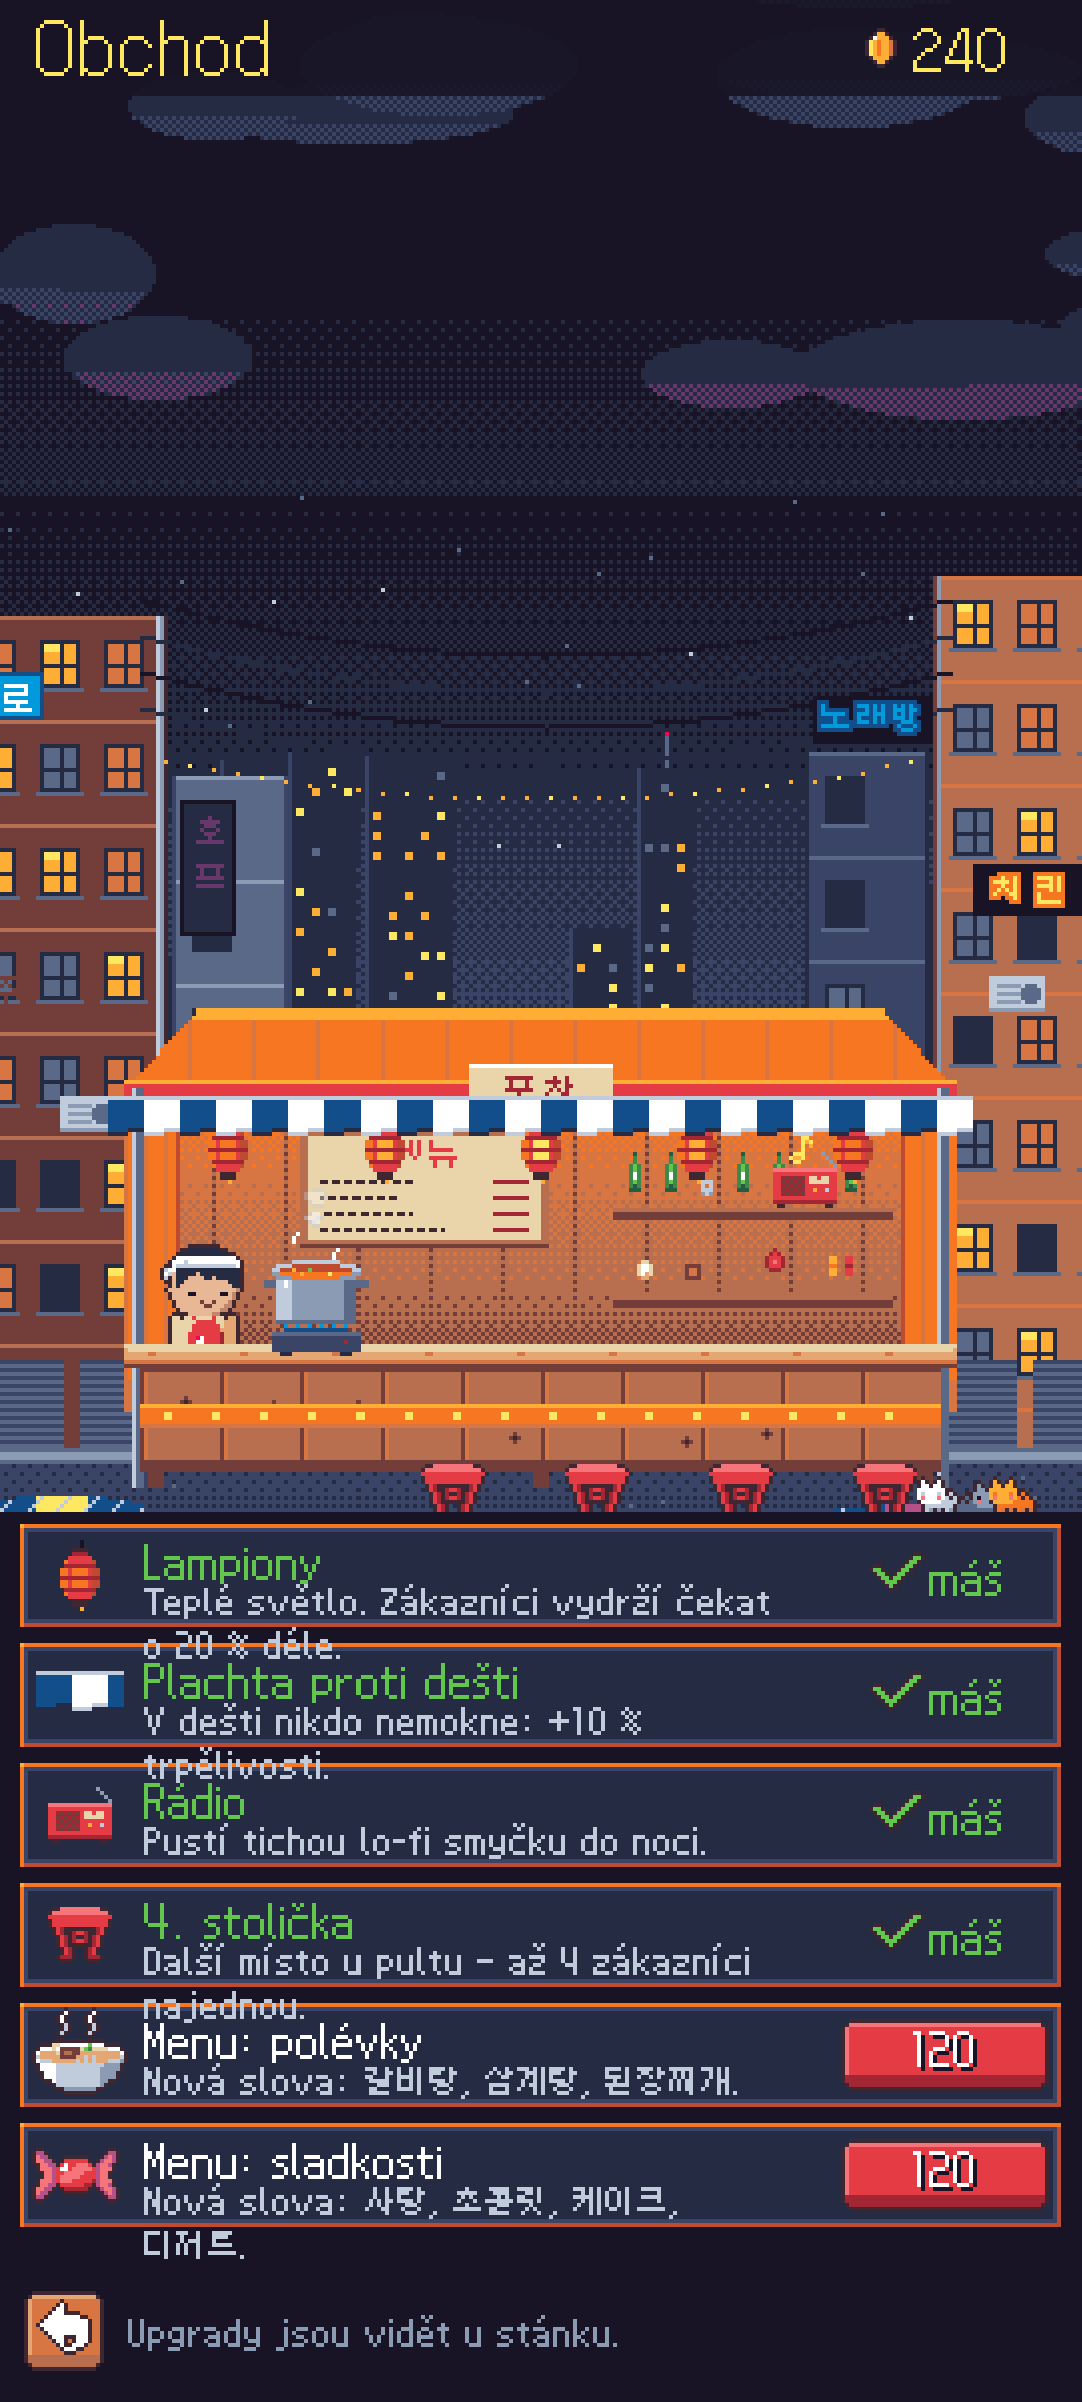 Obchod
240
로
노래방
호프
치킨
포차
메뉴
Lampiony
Teplé světlo. Zákazníci vydrží čekat
o 20 % déle.
máš
Plachta proti dešti
V dešti nikdo nemokne: +10 %
trpělivosti.
máš
Rádio
Pustí tichou lo-fi smyčku do noci.
máš
4. stolička
Další místo u pultu – až 4 zákazníci
najednou.
máš
Menu: polévky
Nová slova: 갈비탕, 삼계탕, 된장찌개.
120
Menu: sladkosti
Nová slova: 사탕, 초콜릿, 케이크,
디저트.
120
Upgrady jsou vidět u stánku.